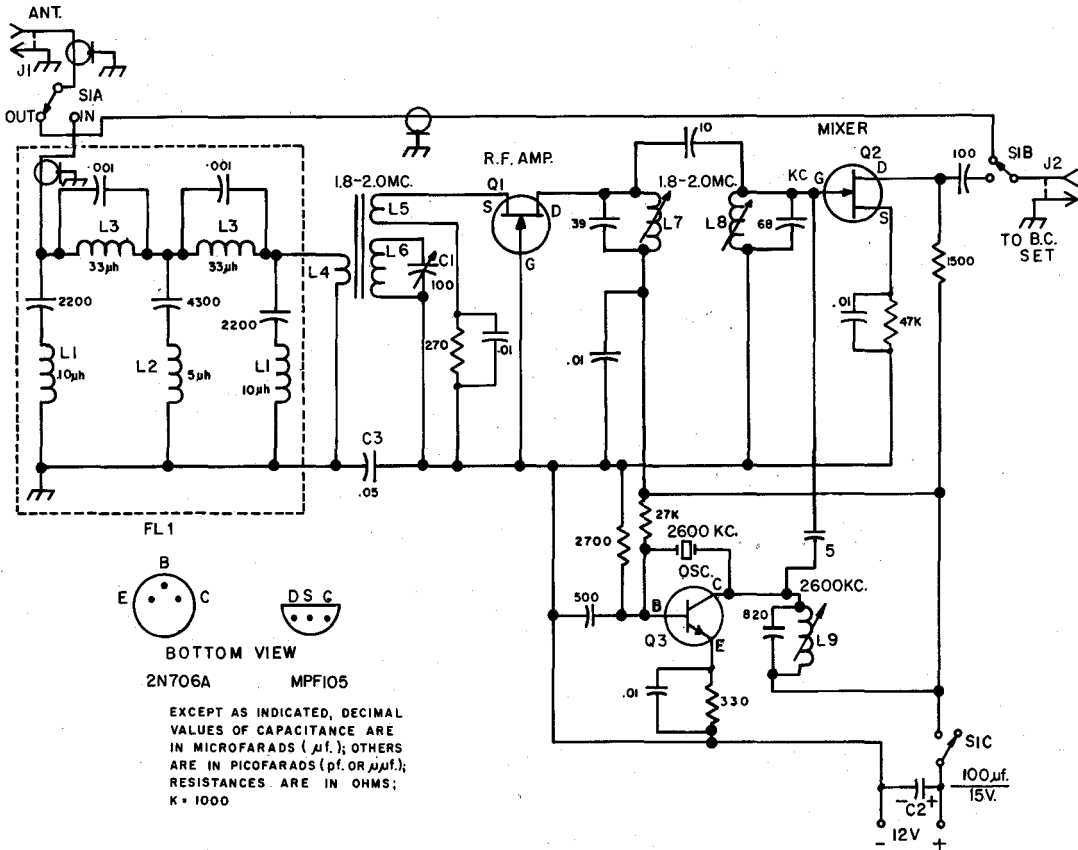 ANT.
J1
S1A
OUT
IN
.001
.001
L3
33µh
L3
33µh
2200
4300
2200
L1
10µh
L2
5µh
L1
10µh
FL1
1.8-2.0MC.
L4
L5
L6
C1
100
270
.01
C3
.05
R.F. AMP.
Q1
S
D
G
10
1.8-2.0MC.
39
L7
L8
68
.01
MIXER
KC
Q2
G
D
S
100
S1B
J2
TO B.C.
SET
1500
.01
47K
27K
2700
2600 KC.
OSC.
5
2600KC.
500
B
C
E
Q3
820
L9
.01
330
S1C
100µf.
15V.
-C2+
- 12V +
B
E
C
D S G
BOTTOM VIEW
2N706A
MPF105
EXCEPT AS INDICATED, DECIMAL
VALUES OF CAPACITANCE ARE
IN MICROFARADS (µf.); OTHERS
ARE IN PICOFARADS (pf. OR µµf.);
RESISTANCES ARE IN OHMS;
K = 1000